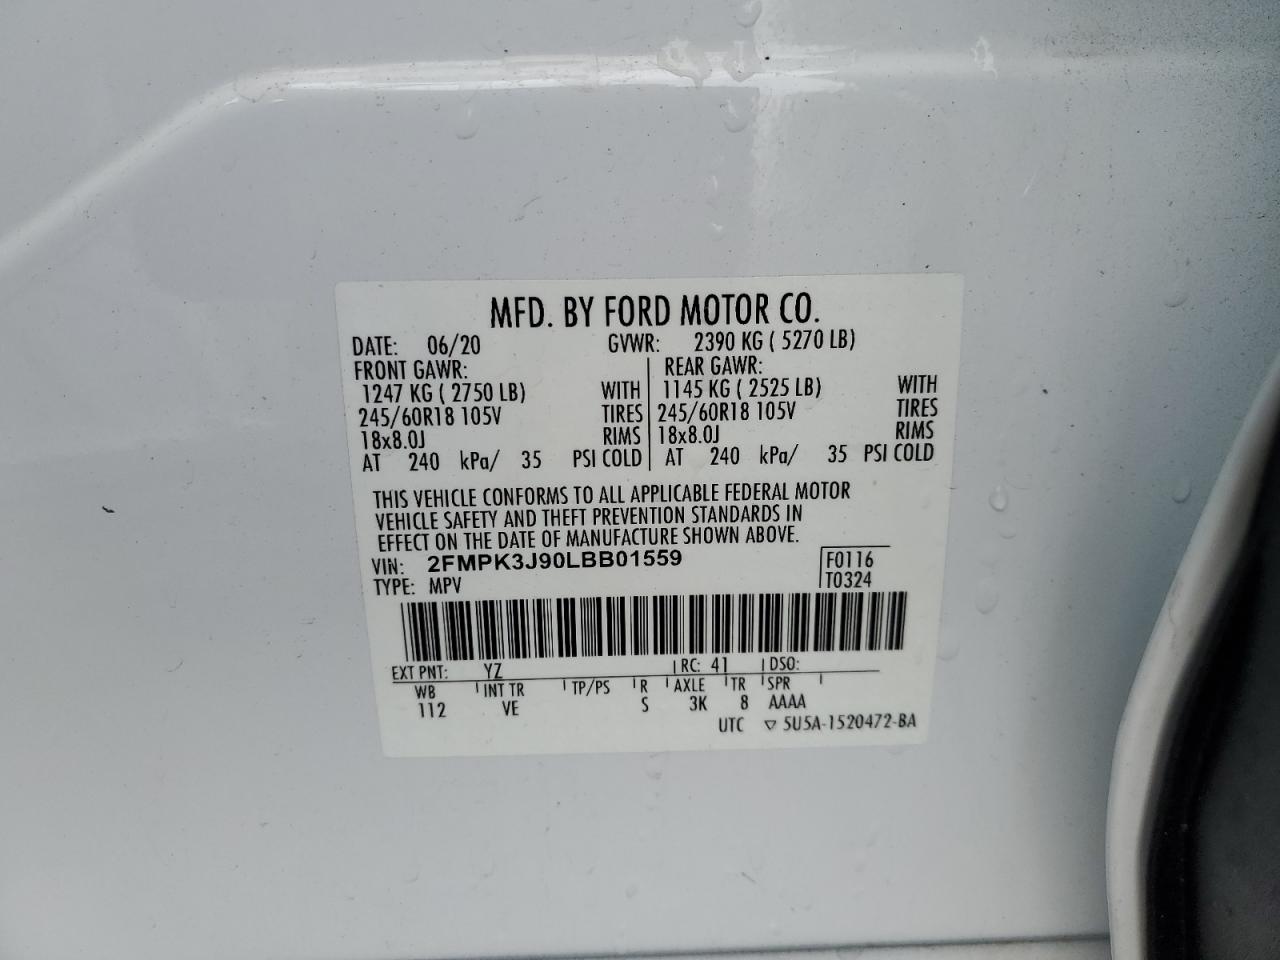 MFD. BY FORD MOTOR CO.
DATE: 06/20 GVWR: 2390 KG ( 5270 LB)
FRONT GAWR: REAR GAWR:
1247 KG ( 2750 LB) WITH 1145 KG ( 2525 LB) WITH
245/60R18 105V TIRES 245/60R18 105V TIRES
18x8.0J RIMS 18x8.0J RIMS
AT 240 kPa/ 35 PSI COLD AT 240 kPa/ 35 PSI COLD
THIS VEHICLE CONFORMS TO ALL APPLICABLE FEDERAL MOTOR
VEHICLE SAFETY AND THEFT PREVENTION STANDARDS IN
EFFECT ON THE DATE OF MANUFACTURE SHOWN ABOVE.
VIN: 2FMPK3J90LBB01559 F0116
TYPE: MPV T0324
EXT PNT: YZ RC: 41 DSO:
WB INT TR TP/PS R AXLE TR SPR
112 VE S 3K 8 AAAA
UTC ▽ 5U5A-1520472-BA